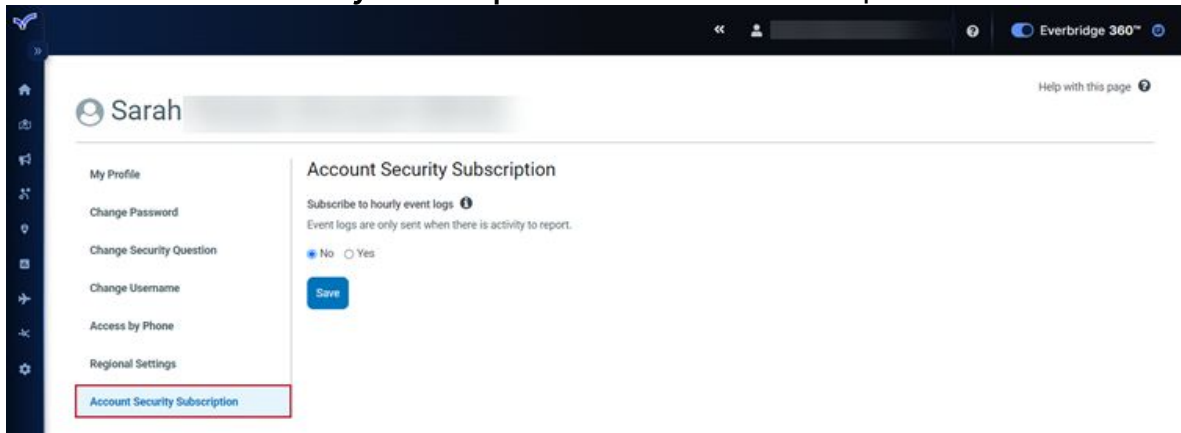 Everbridge 360™
Help with this page
Sarah
My Profile
Change Password
Change Security Question
Change Username
Access by Phone
Regional Settings
Account Security Subscription
Account Security Subscription
Subscribe to hourly event logs
Event logs are only sent when there is activity to report.
No Yes
Save